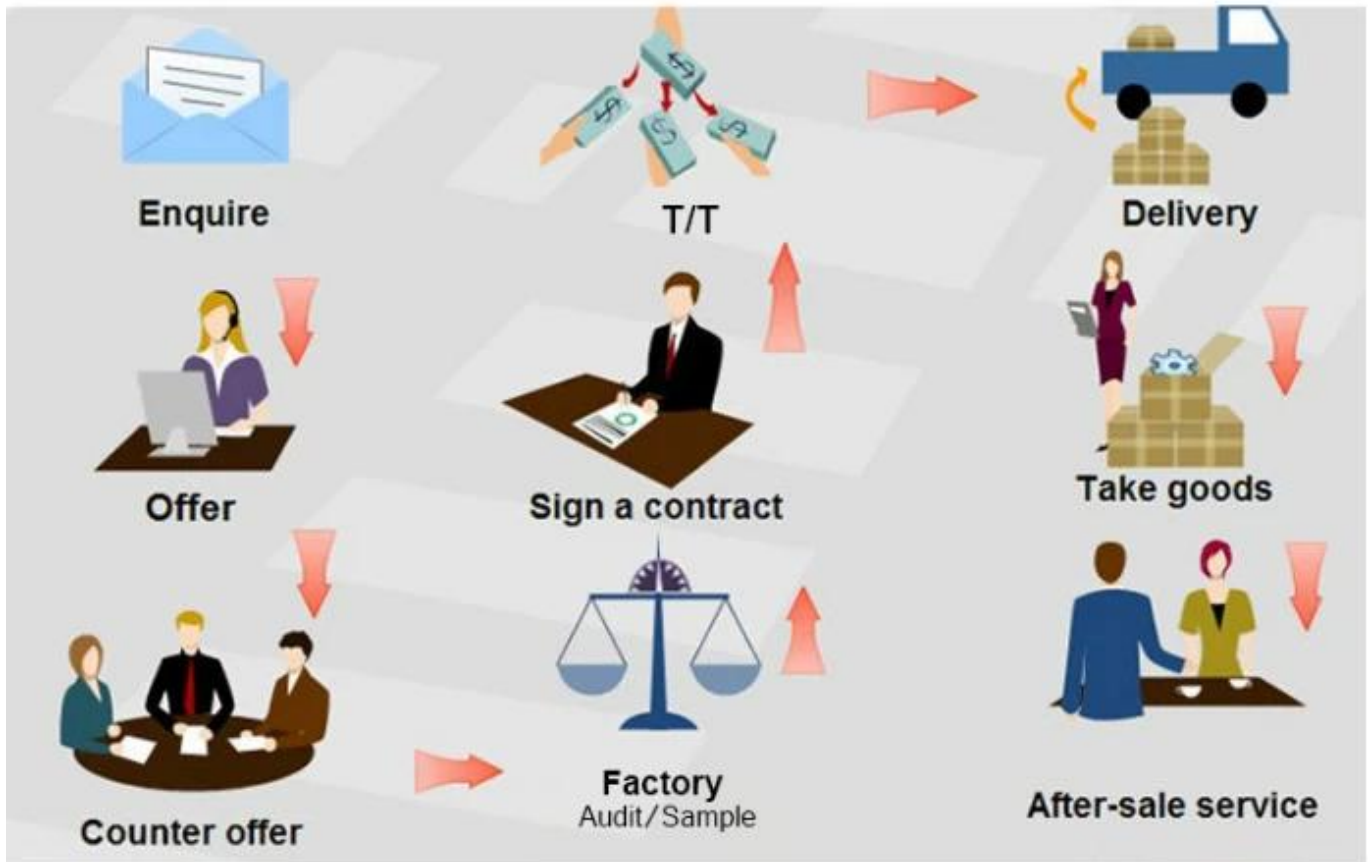 Enquire
T/T
Delivery
Offer
Sign a contract
Take goods
Counter offer
Factory
Audit/Sample
After-sale service